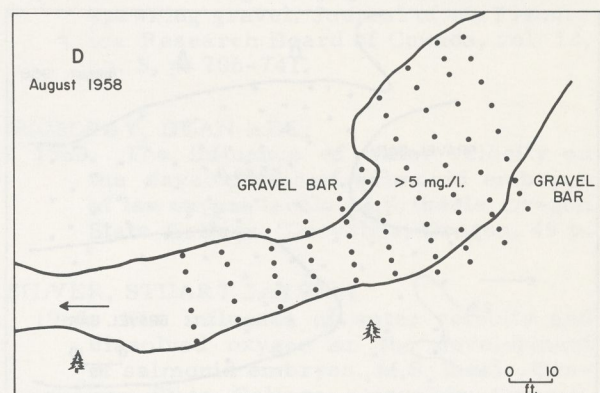 D
August 1958
GRAVEL BAR
> 5 mg./l.
GRAVEL
BAR
0 10
ft.